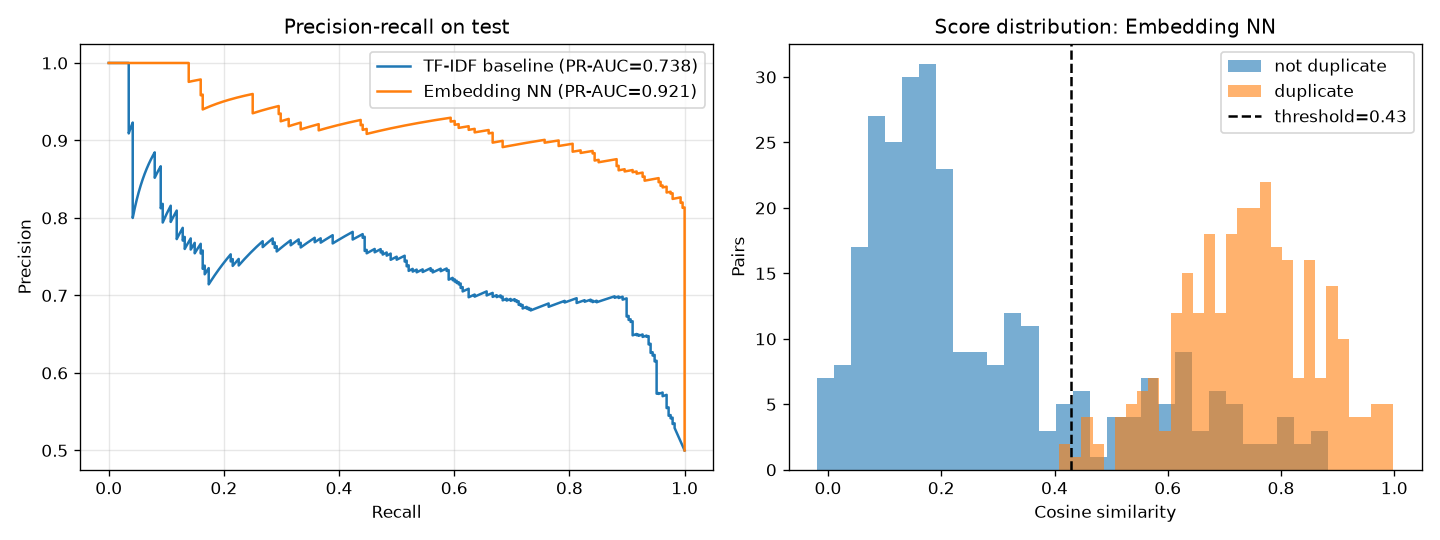 Precision-recall on test
TF-IDF baseline (PR-AUC=0.738)
Embedding NN (PR-AUC=0.921)
1.0
0.9
0.8
0.7
0.6
0.5
Precision
0.0
0.2
0.4
0.6
0.8
1.0
Recall
Score distribution: Embedding NN
not duplicate
duplicate
threshold=0.43
30
25
20
15
10
5
0
Pairs
0.0
0.2
0.4
0.6
0.8
1.0
Cosine similarity